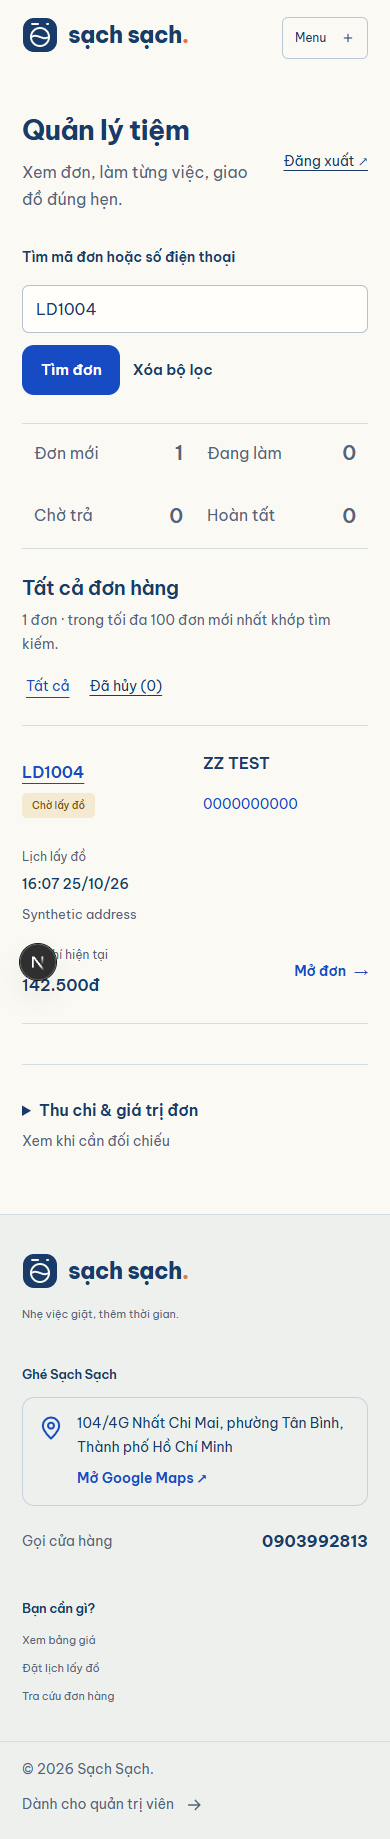 sạch sạch.
Menu +
Quản lý tiệm
Xem đơn, làm từng việc, giao
đồ đúng hẹn.
Đăng xuất ↗
Tìm mã đơn hoặc số điện thoại
LD1004
Tìm đơn
Xóa bộ lọc
Đơn mới 1
Đang làm 0
Chờ trả 0
Hoàn tất 0
Tất cả đơn hàng
1 đơn · trong tối đa 100 đơn mới nhất khớp tìm
kiếm.
Tất cả
Đã hủy (0)
LD1004
ZZ TEST
Chờ lấy đồ
0000000000
Lịch lấy đồ
16:07 25/10/26
Synthetic address
hiện tại
N
142.500đ
Mở đơn →
▶ Thu chi & giá trị đơn
Xem khi cần đối chiếu
sạch sạch.
Nhẹ việc giặt, thêm thời gian.
Ghé Sạch Sạch
104/4G Nhất Chi Mai, phường Tân Bình,
Thành phố Hồ Chí Minh
Mở Google Maps ↗
Gọi cửa hàng
0903992813
Bạn cần gì?
Xem bảng giá
Đặt lịch lấy đồ
Tra cứu đơn hàng
© 2026 Sạch Sạch.
Dành cho quản trị viên →